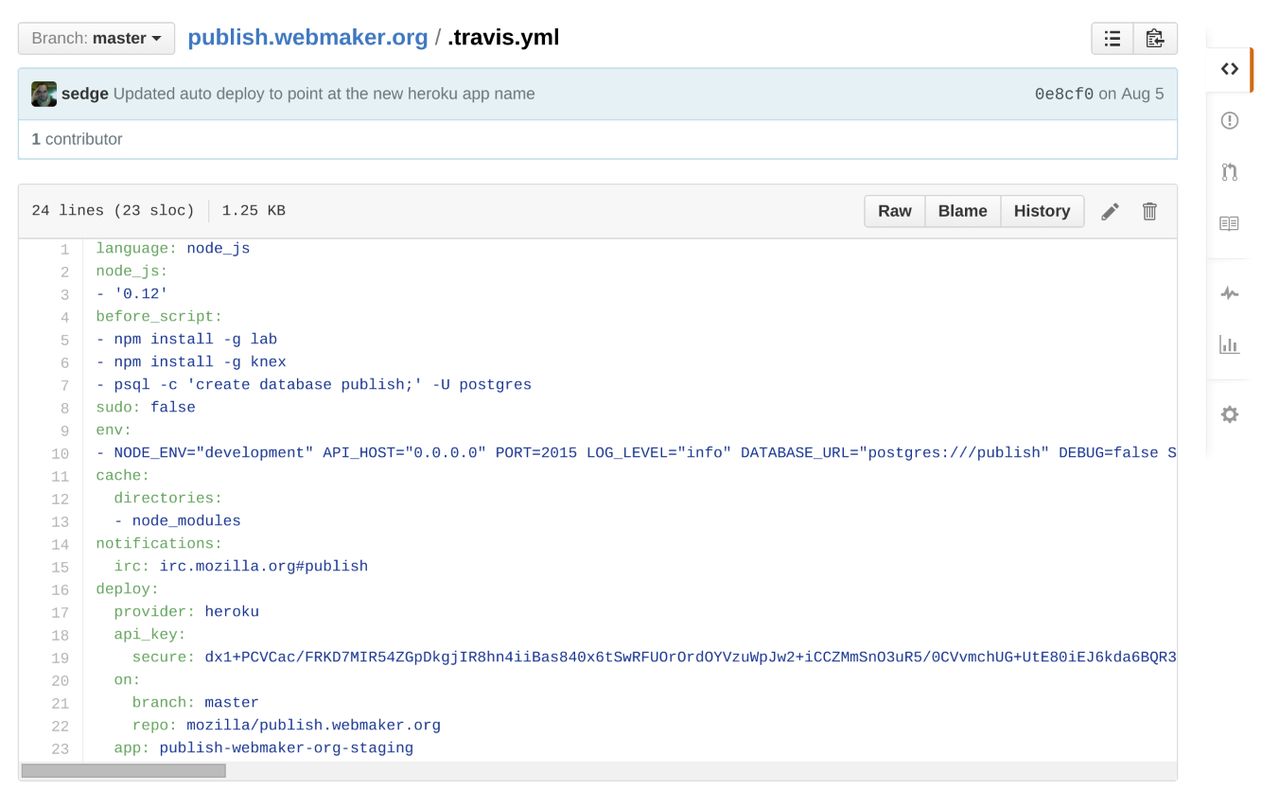 Branch: master publish.webmaker.org / .travis.yml
sedge Updated auto deploy to point at the new heroku app name 0e8cf0 on Aug 5
1 contributor
24 lines (23 sloc) 1.25 KB Raw Blame History
1 language: node_js
2 node_js:
3 - '0.12'
4 before_script:
5 - npm install -g lab
6 - npm install -g knex
7 - psql -c 'create database publish;' -U postgres
8 sudo: false
9 env:
10 - NODE_ENV="development" API_HOST="0.0.0.0" PORT=2015 LOG_LEVEL="info" DATABASE_URL="postgres:///publish" DEBUG=false S
11 cache:
12 directories:
13 - node_modules
14 notifications:
15 irc: irc.mozilla.org#publish
16 deploy:
17 provider: heroku
18 api_key:
19 secure: dx1+PCVCac/FRKD7MIR54ZGpDkgjIR8hn4iiBas840x6tSwRFUOrOrdOYVzuWpJw2+iCCZMmSnO3uR5/0CVvmchUG+UtE80iEJ6kda6BQR3
20 on:
21 branch: master
22 repo: mozilla/publish.webmaker.org
23 app: publish-webmaker-org-staging